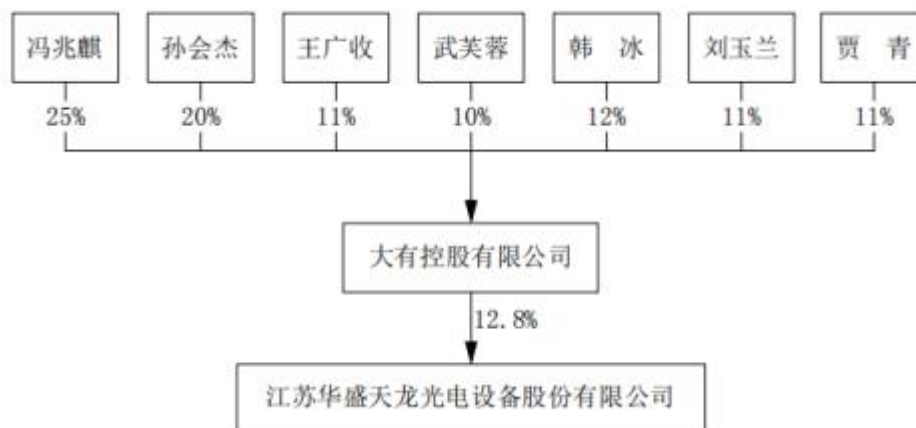 冯兆麒 孙会杰 王广收 武芙蓉 韩 冰 刘玉兰 贾 青
25% 20% 11% 10% 12% 11% 11%
大有控股有限公司
12.8%
江苏华盛天龙光电设备股份有限公司